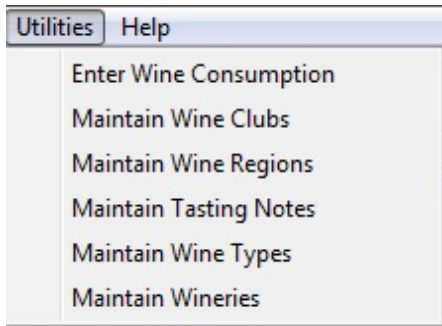 Utilities Help
Enter Wine Consumption
Maintain Wine Clubs
Maintain Wine Regions
Maintain Tasting Notes
Maintain Wine Types
Maintain Wineries